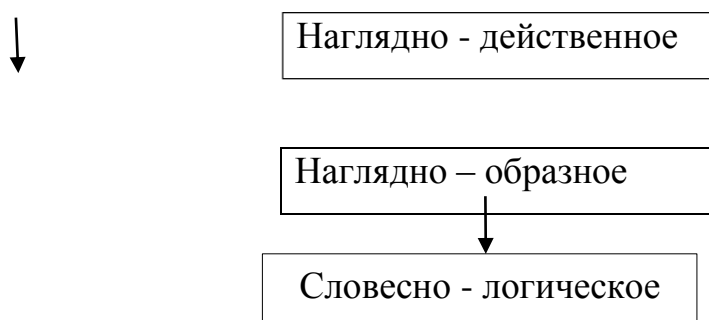 Наглядно - действенное
Наглядно – образное
Словесно - логическое